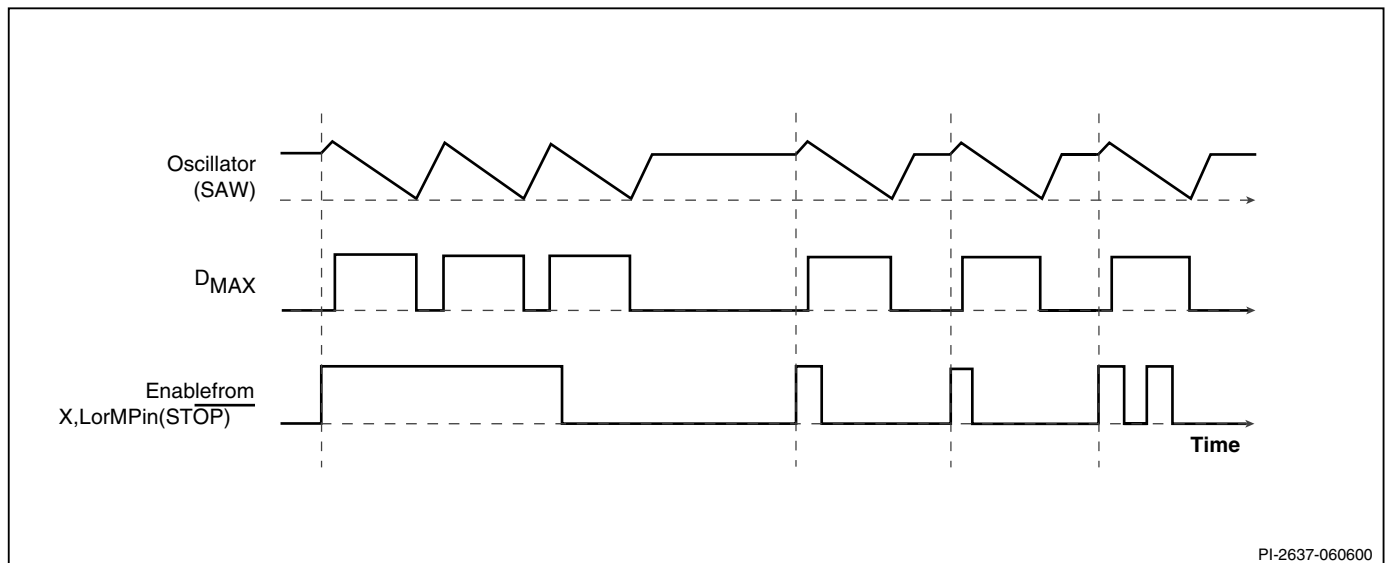 Oscillator
(SAW)
DMAX
Enablefrom
X,LorMPin(STOP)
Time
PI-2637-060600